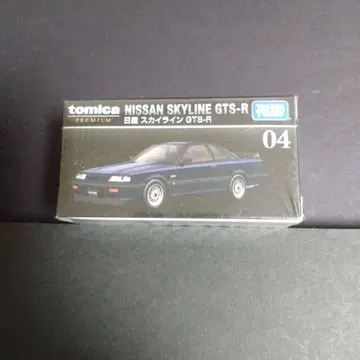 tomica NISSAN SKYLINE GTS-R
PREMIUM 日産 スカイライン GTS-R
04